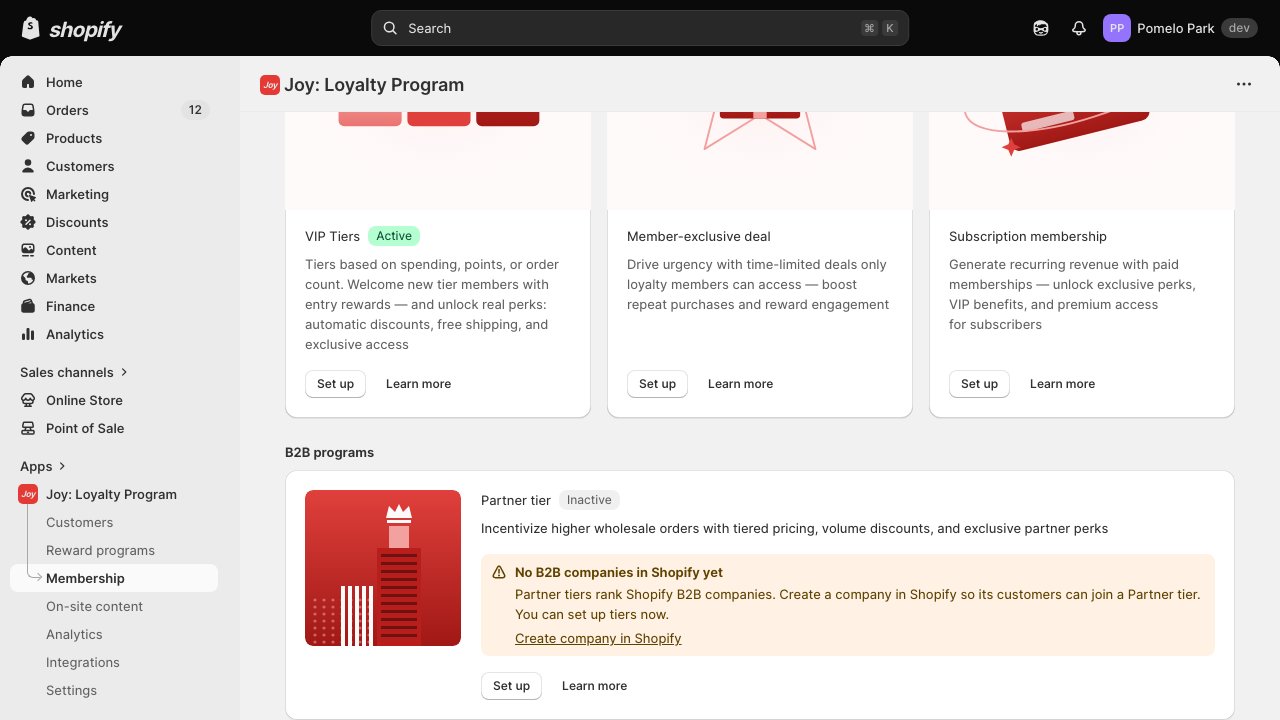 shopify
Search
⌘ K
PP Pomelo Park dev
Home
Orders 12
Products
Customers
Marketing
Discounts
Content
Markets
Finance
Analytics
Sales channels
Online Store
Point of Sale
Apps
Joy Joy: Loyalty Program
Customers
Reward programs
Membership
On-site content
Analytics
Integrations
Settings
Joy Joy: Loyalty Program
VIP Tiers Active
Tiers based on spending, points, or order
count. Welcome new tier members with
entry rewards — and unlock real perks:
automatic discounts, free shipping, and
exclusive access
Set up Learn more
Member-exclusive deal
Drive urgency with time-limited deals only
loyalty members can access — boost
repeat purchases and reward engagement
Set up Learn more
Subscription membership
Generate recurring revenue with paid
memberships — unlock exclusive perks,
VIP benefits, and premium access
for subscribers
Set up Learn more
B2B programs
Partner tier Inactive
Incentivize higher wholesale orders with tiered pricing, volume discounts, and exclusive partner perks
No B2B companies in Shopify yet
Partner tiers rank Shopify B2B companies. Create a company in Shopify so its customers can join a Partner tier.
You can set up tiers now.
Create company in Shopify
Set up Learn more